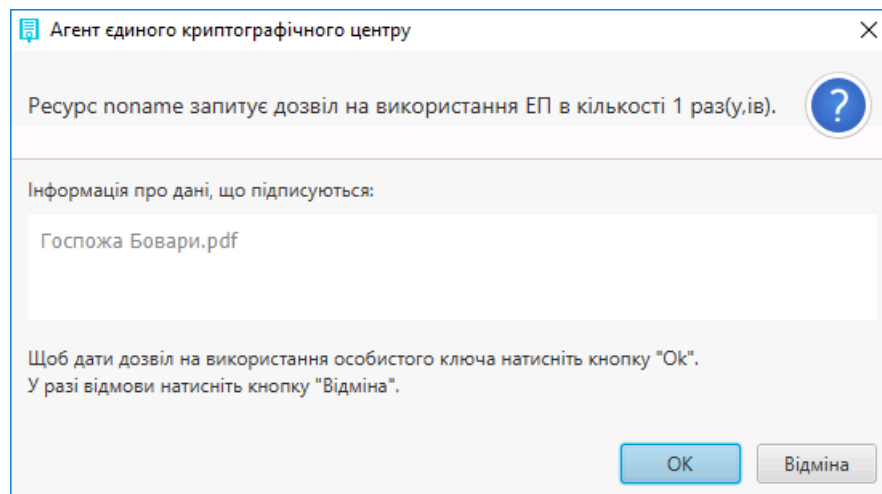 Агент єдиного криптографічного центру
Ресурс noname запитує дозвіл на використання ЕП в кількості 1 раз(у,ів).
?
Інформація про дані, що підписуються:
Госпожа Бовари.pdf
Щоб дати дозвіл на використання особистого ключа натисніть кнопку "Ok".
У разі відмови натисніть кнопку "Відміна".
OK
Відміна